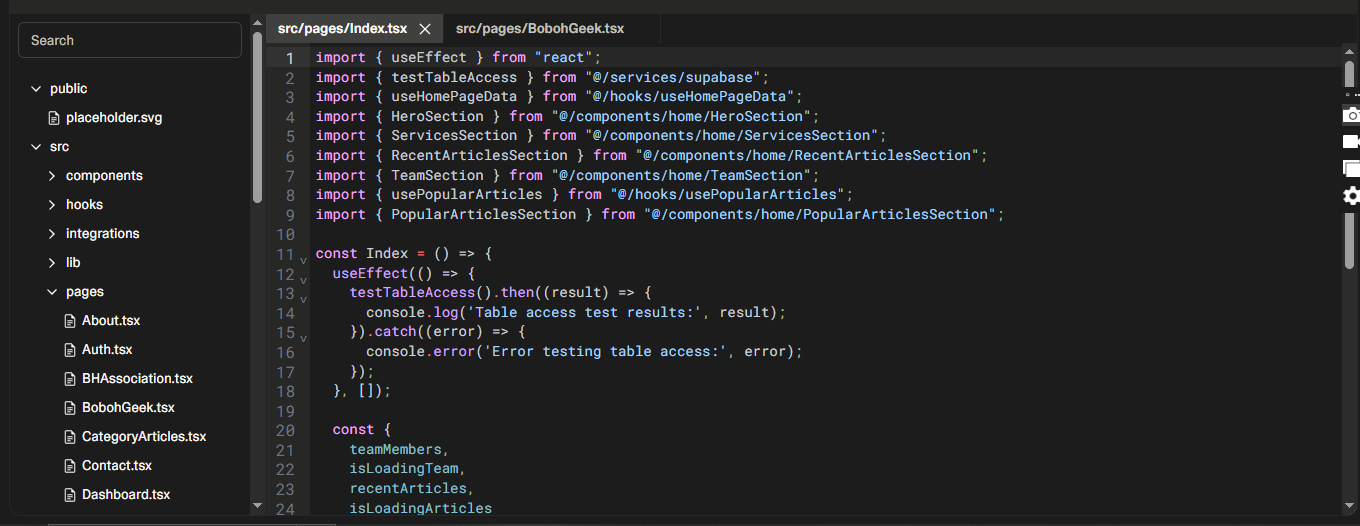 Search
public
placeholder.svg
src
components
hooks
integrations
lib
pages
About.tsx
Auth.tsx
BHAssociation.tsx
BobohGeek.tsx
CategoryArticles.tsx
Contact.tsx
Dashboard.tsx
src/pages/Index.tsx
src/pages/BobohGeek.tsx
1 import { useEffect } from "react";
2 import { testTableAccess } from "@/services/supabase";
3 import { useHomePageData } from "@/hooks/useHomePageData";
4 import { HeroSection } from "@/components/home/HeroSection";
5 import { ServicesSection } from "@/components/home/ServicesSection";
6 import { RecentArticlesSection } from "@/components/home/RecentArticlesSection";
7 import { TeamSection } from "@/components/home/TeamSection";
8 import { usePopularArticles } from "@/hooks/usePopularArticles";
9 import { PopularArticlesSection } from "@/components/home/PopularArticlesSection";
10
11 const Index = () => {
12 useEffect(() => {
13 testTableAccess().then((result) => {
14 console.log('Table access test results:', result);
15 }).catch((error) => {
16 console.error('Error testing table access:', error);
17 });
18 }, []);
19
20 const {
21 teamMembers,
22 isLoadingTeam,
23 recentArticles,
24 isLoadingArticles